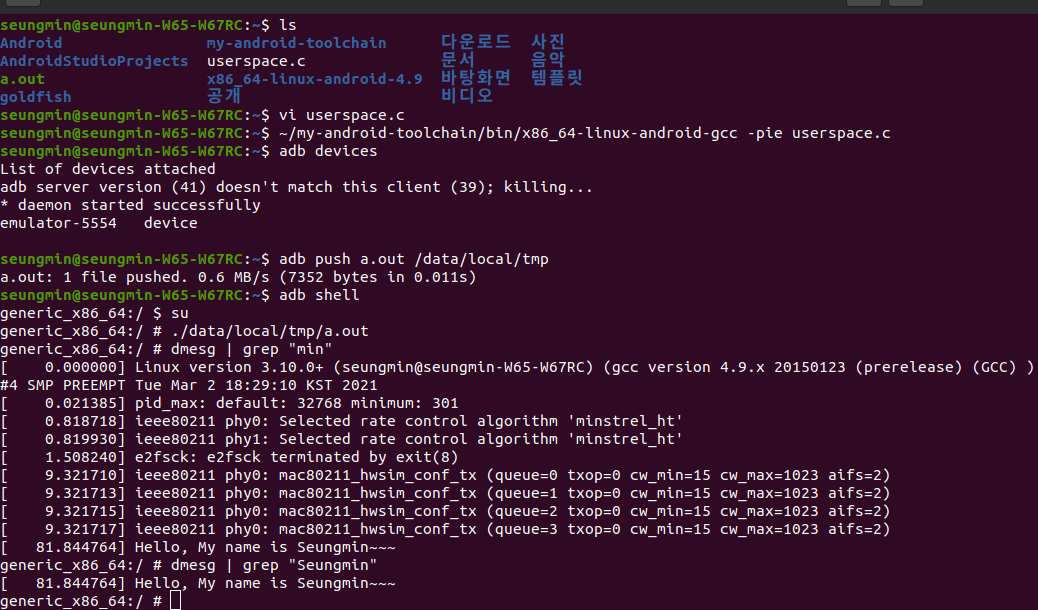 seungmin@seungmin-W65-W67RC:~$ ls
Android my-android-toolchain 다운로드 사진
AndroidStudioProjects userspace.c 문서 음악
a.out x86_64-linux-android-4.9 바탕화면 템플릿
goldfish 공개 비디오
seungmin@seungmin-W65-W67RC:~$ vi userspace.c
seungmin@seungmin-W65-W67RC:~$ ~/my-android-toolchain/bin/x86_64-linux-android-gcc -pie userspace.c
seungmin@seungmin-W65-W67RC:~$ adb devices
List of devices attached
adb server version (41) doesn't match this client (39); killing...
* daemon started successfully
emulator-5554 device
seungmin@seungmin-W65-W67RC:~$ adb push a.out /data/local/tmp
a.out: 1 file pushed. 0.6 MB/s (7352 bytes in 0.011s)
seungmin@seungmin-W65-W67RC:~$ adb shell
generic_x86_64:/ $ su
generic_x86_64:/ # ./data/local/tmp/a.out
generic_x86_64:/ # dmesg | grep "min"
[    0.000000] Linux version 3.10.0+ (seungmin@seungmin-W65-W67RC) (gcc version 4.9.x 20150123 (prerelease) (GCC) )
#4 SMP PREEMPT Tue Mar 2 18:29:10 KST 2021
[    0.021385] pid_max: default: 32768 minimum: 301
[    0.818718] ieee80211 phy0: Selected rate control algorithm 'minstrel_ht'
[    0.819930] ieee80211 phy1: Selected rate control algorithm 'minstrel_ht'
[    1.508240] e2fsck: e2fsck terminated by exit(8)
[    9.321710] ieee80211 phy0: mac80211_hwsim_conf_tx (queue=0 txop=0 cw_min=15 cw_max=1023 aifs=2)
[    9.321713] ieee80211 phy0: mac80211_hwsim_conf_tx (queue=1 txop=0 cw_min=15 cw_max=1023 aifs=2)
[    9.321715] ieee80211 phy0: mac80211_hwsim_conf_tx (queue=2 txop=0 cw_min=15 cw_max=1023 aifs=2)
[    9.321717] ieee80211 phy0: mac80211_hwsim_conf_tx (queue=3 txop=0 cw_min=15 cw_max=1023 aifs=2)
[   81.844764] Hello, My name is Seungmin~~~
generic_x86_64:/ # dmesg | grep "Seungmin"
[   81.844764] Hello, My name is Seungmin~~~
generic_x86_64:/ #